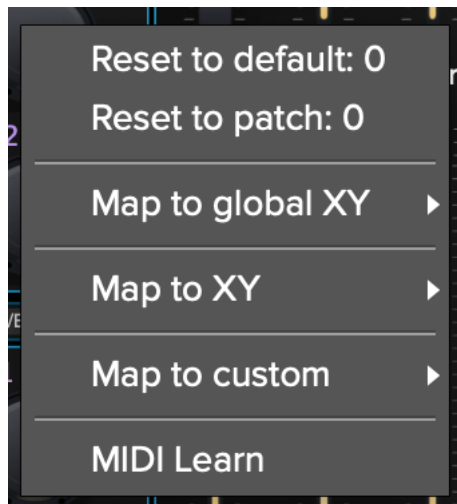 Reset to default: 0
Reset to patch: 0
Map to global XY
Map to XY
Map to custom
MIDI Learn
2